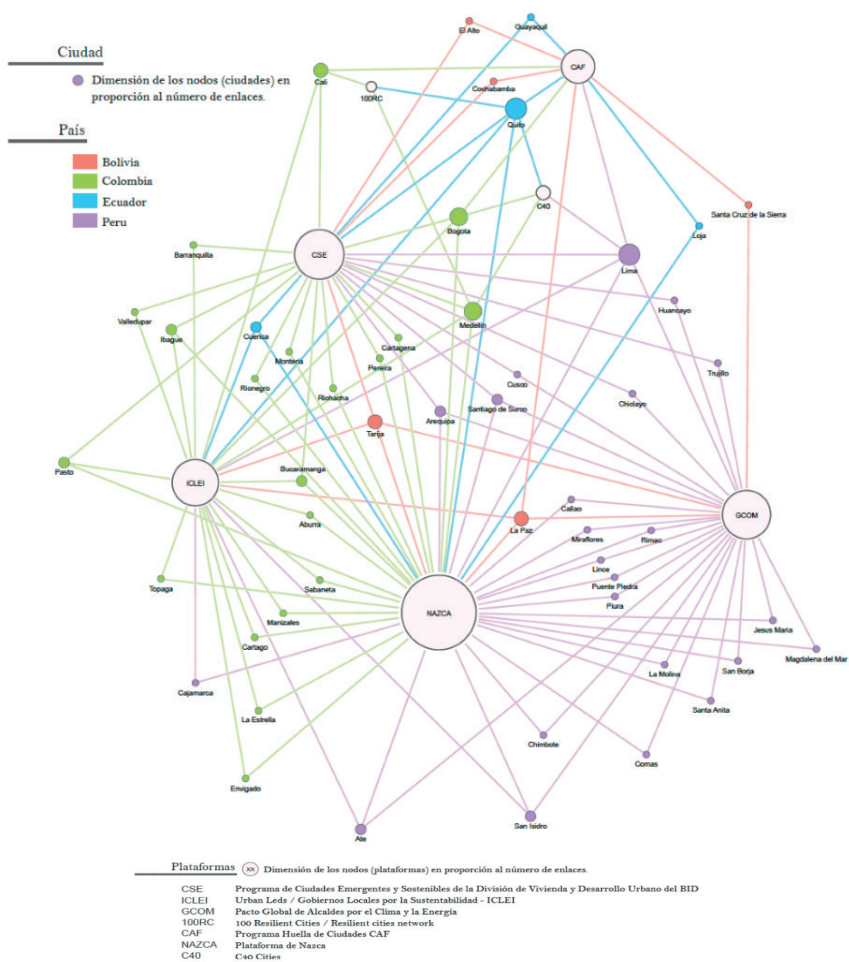 El Alto
Guayaquil
CAF
Ciudad
Dimensión de los nodos (ciudades) en
proporción al número de enlaces.
Cali
100RC
Cochabamba
Quito
País
Bolivia
Colombia
Ecuador
Peru
C40
Santa Cruz de la Sierra
Bogota
Loja
Barranquilla
CSE
Lima
Huancayo
Valledupar
Ibague
Cuenca
Medellin
Cartagena
Monteria
Pereira
Trujillo
Rionegro
Riohacha
Cusco
Chiclayo
Arequipa
Santiago de Surco
Tarija
Pasto
ICLEI
Bucaramanga
GCOM
Callao
Aburra
La Paz
Miraflores
Rimac
Lince
Topaga
Sabaneta
Puente Piedra
NAZCA
Piura
Manizales
Jesus Maria
Cartago
Magdalena del Mar
San Borja
La Molina
Cajamarca
La Estrella
Santa Anita
Chimbote
Comas
Envigado
Ate
San Isidro
Plataformas xx Dimensión de los nodos (plataformas) en proporción al número de enlaces.
CSE Programa de Ciudades Emergentes y Sostenibles de la División de Vivienda y Desarrollo Urbano del BID
ICLEI Urban Leds / Gobiernos Locales por la Sustentabilidad - ICLEI
GCOM Pacto Global de Alcaldes por el Clima y la Energía
100RC 100 Resilient Cities / Resilient cities network
CAF Programa Huella de Ciudades CAF
NAZCA Plataforma de Nazca
C40 C40 Cities